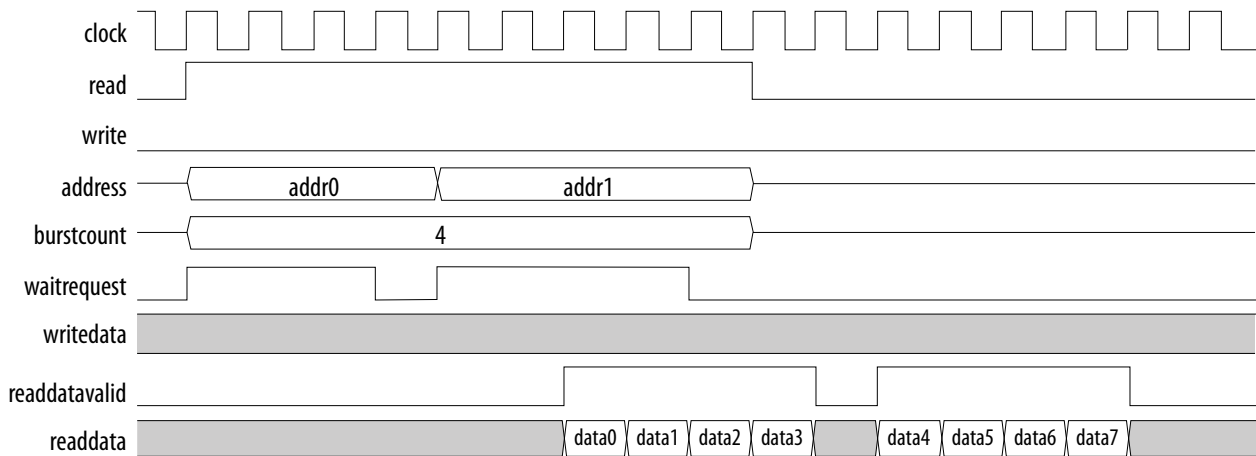 clock
read
write
address addr0 addr1
burstcount 4
waitrequest
writedata
readdatavalid
readdata data0 data1 data2 data3 data4 data5 data6 data7